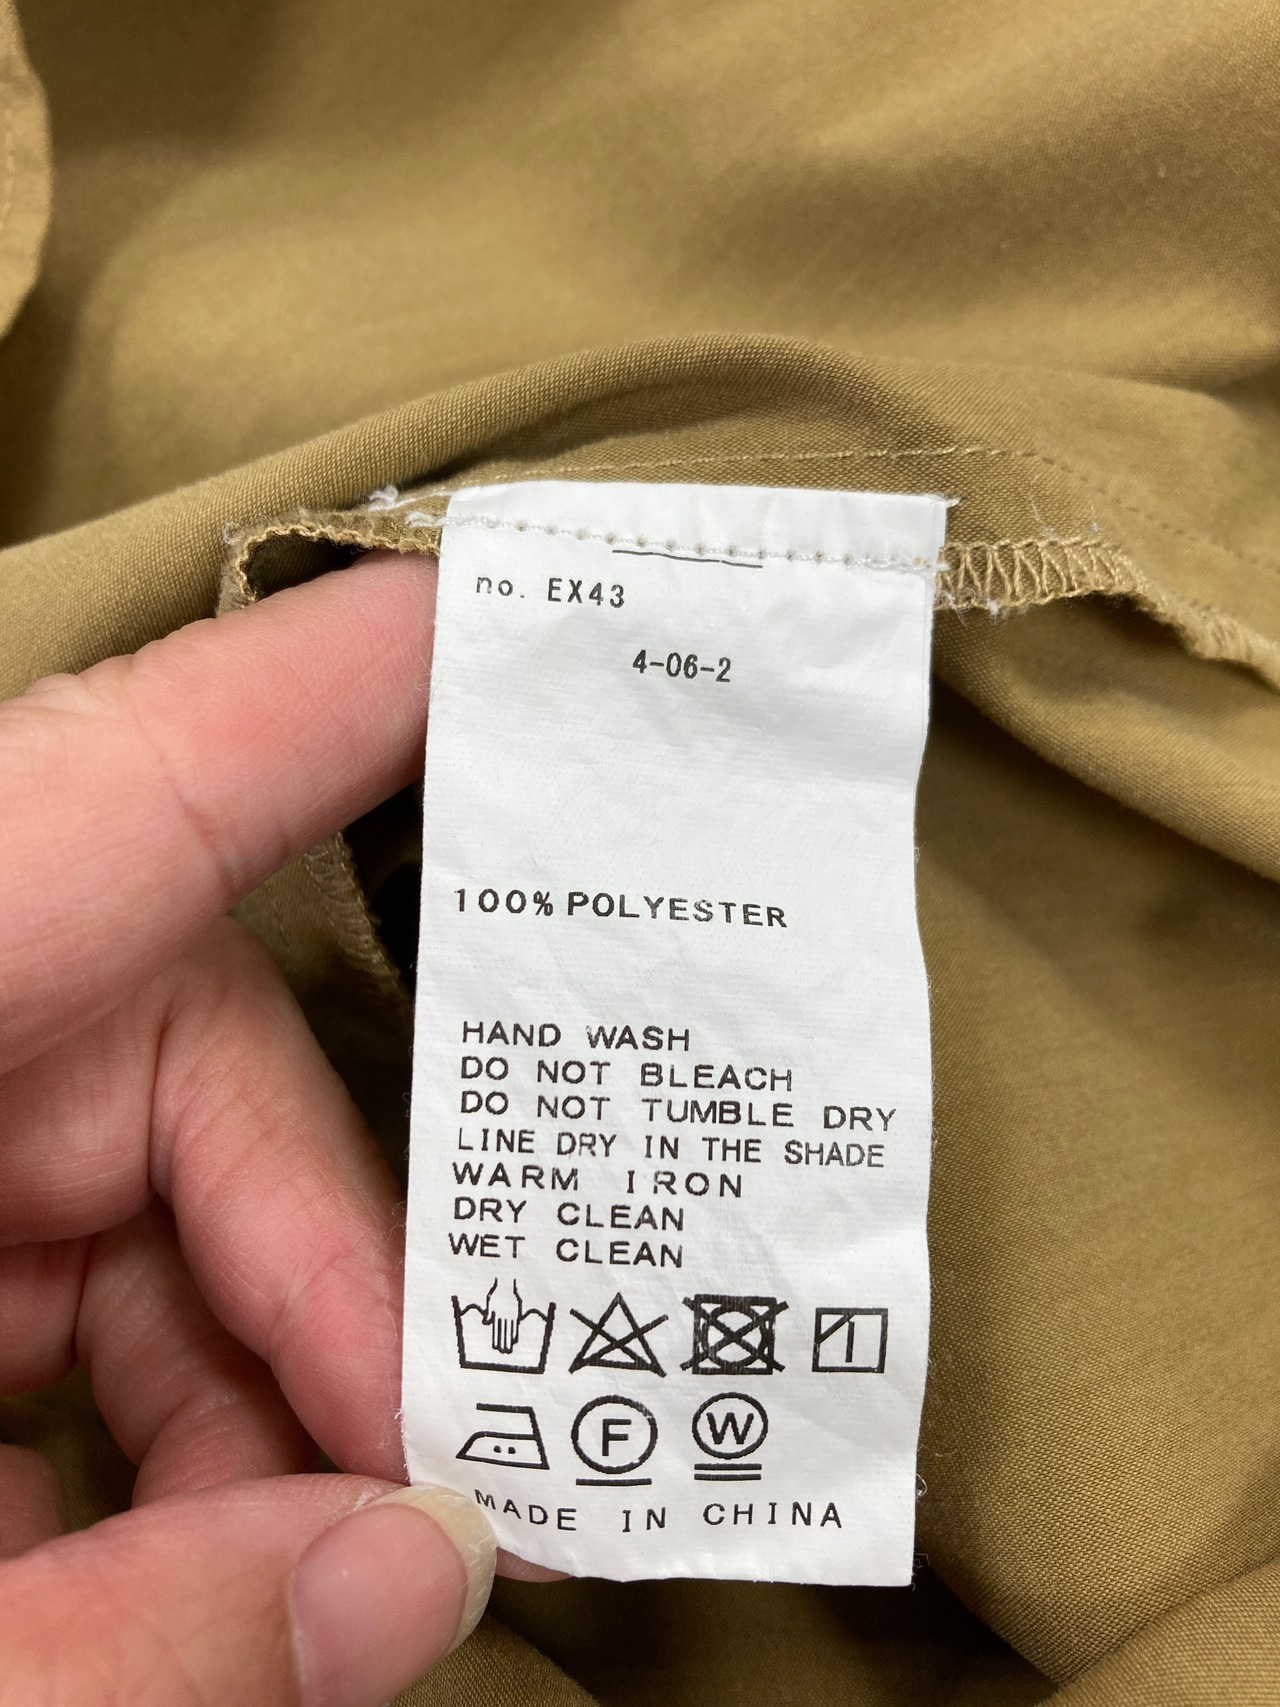 no. EX43
4-06-2
100% POLYESTER
HAND WASH
DO NOT BLEACH
DO NOT TUMBLE DRY
LINE DRY IN THE SHADE
WARM IRON
DRY CLEAN
WET CLEAN
F W
MADE IN CHINA